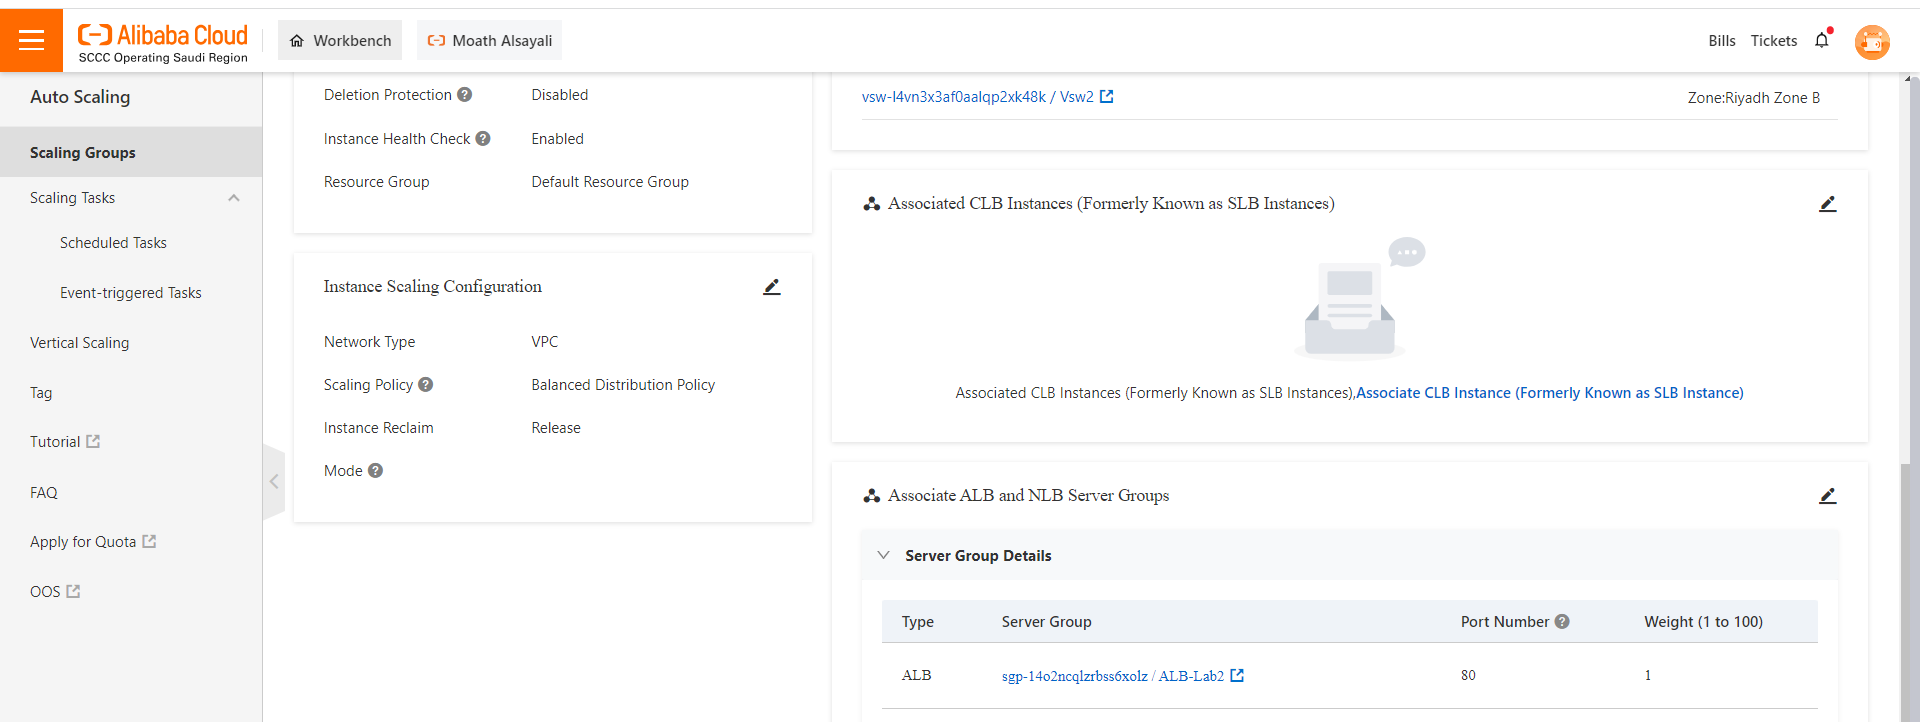 Alibaba Cloud
SCCC Operating Saudi Region
Workbench
Moath Alsayali
Bills
Tickets
Auto Scaling
Scaling Groups
Scaling Tasks
Scheduled Tasks
Event-triggered Tasks
Vertical Scaling
Tag
Tutorial
FAQ
Apply for Quota
OOS
Deletion Protection ? Disabled
Instance Health Check ? Enabled
Resource Group Default Resource Group
Instance Scaling Configuration
Network Type VPC
Scaling Policy ? Balanced Distribution Policy
Instance Reclaim Release
Mode ?
vsw-l4vn3x3af0aalqp2xk48k / Vsw2 Zone:Riyadh Zone B
Associated CLB Instances (Formerly Known as SLB Instances)
Associated CLB Instances (Formerly Known as SLB Instances),Associate CLB Instance (Formerly Known as SLB Instance)
Associate ALB and NLB Server Groups
Server Group Details
Type Server Group Port Number ? Weight (1 to 100)
ALB sgp-14o2ncqlzrbss6xolz / ALB-Lab2 80 1